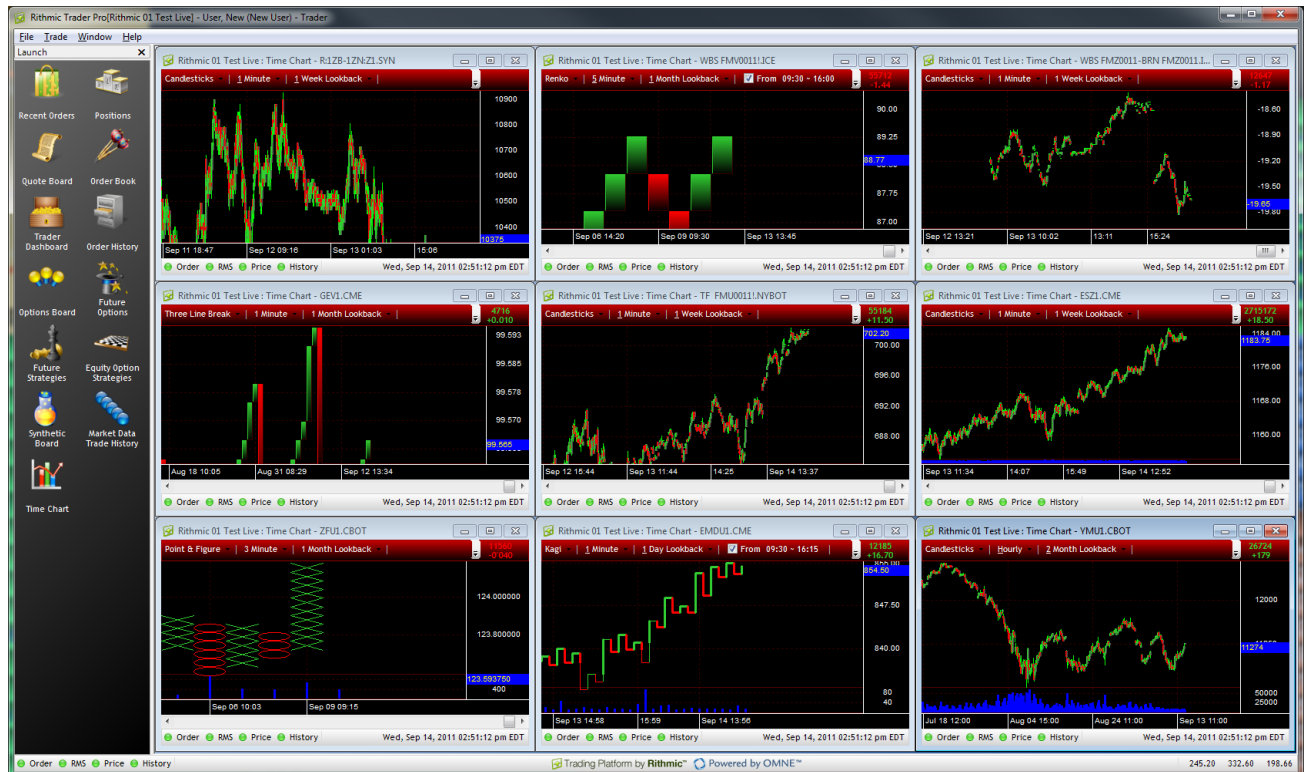 Rithmic Trader Pro[Rithmic 01 Test Live] - User, New (New User) - Trader
File Trade Window Help
Launch
Recent Orders
Positions
Quote Board
Order Book
Trader Dashboard
Order History
Options Board
Future Options
Future Strategies
Equity Option Strategies
Synthetic Board
Market Data Trade History
Time Chart
Rithmic 01 Test Live : Time Chart - R:1ZB-1ZN:Z1.SYN
Candlesticks | 1 Minute | 1 Week Lookback |
10900
10800
10700
10600
10500
10400
10375
Sep 11 18:47 Sep 12 09:16 Sep 13 01:03 15:06
Order RMS Price History Wed, Sep 14, 2011 02:51:12 pm EDT
Rithmic 01 Test Live : Time Chart - WBS FMV0011!.ICE
Renko | 5 Minute | 1 Month Lookback | From 09:30 ~ 16:00
55712
-1.44
90.00
89.25
88.77
87.75
87.00
Sep 06 14:20 Sep 09 09:30 Sep 13 13:45
Order RMS Price History Wed, Sep 14, 2011 02:51:12 pm EDT
Rithmic 01 Test Live : Time Chart - WBS FMZ0011-BRN FMZ0011.I...
Candlesticks | 1 Minute | 1 Week Lookback |
12647
-1.17
-18.60
-18.90
-19.20
-19.50
-19.65
-19.80
Sep 12 13:21 Sep 13 10:02 13:11 15:24
Order RMS Price History Wed, Sep 14, 2011 02:51:12 pm EDT
Rithmic 01 Test Live : Time Chart - GEV1.CME
Three Line Break | 1 Minute | 1 Month Lookback |
4716
+0.010
99.593
99.585
99.578
99.570
99.565
Aug 18 10:05 Aug 31 08:29 Sep 12 13:34
Order RMS Price History Wed, Sep 14, 2011 02:51:12 pm EDT
Rithmic 01 Test Live : Time Chart - TF FMU0011!.NYBOT
Candlesticks | 1 Minute | 1 Week Lookback |
55184
+11.50
702.20
700.00
696.00
692.00
688.00
Sep 12 15:44 Sep 13 11:44 14:25 Sep 14 13:37
Order RMS Price History Wed, Sep 14, 2011 02:51:12 pm EDT
Rithmic 01 Test Live : Time Chart - ESZ1.CME
Candlesticks | 1 Minute | 1 Week Lookback |
2715172
+18.50
1184.00
1183.75
1176.00
1168.00
1160.00
Sep 13 11:34 14:07 15:49 Sep 14 12:52
Order RMS Price History Wed, Sep 14, 2011 02:51:12 pm EDT
Rithmic 01 Test Live : Time Chart - ZFU1.CBOT
Point & Figure | 3 Minute | 1 Month Lookback |
-0.040
124.000000
123.800000
123.593750
400
Sep 06 10:03 Sep 09 09:15
Order RMS Price History Wed, Sep 14, 2011 02:51:12 pm EDT
Rithmic 01 Test Live : Time Chart - EMDU1.CME
Kagi | 1 Minute | 1 Day Lookback | From 09:30 ~ 16:15 |
12185
+16.70
855.00
854.50
847.50
840.00
80
40
Sep 13 14:58 15:59 Sep 14 13:56
Order RMS Price History Wed, Sep 14, 2011 02:51:12 pm EDT
Rithmic 01 Test Live : Time Chart - YMU1.CBOT
Candlesticks | Hourly | 2 Month Lookback |
26724
+179
12000
11274
50000
25000
Jul 18 12:00 Aug 04 15:00 Aug 24 11:00 Sep 13 11:00
Order RMS Price History Wed, Sep 14, 2011 02:51:12 pm EDT
Order RMS Price History
Trading Platform by Rithmic™ Powered by OMNE™
245.20 332.60 198.66